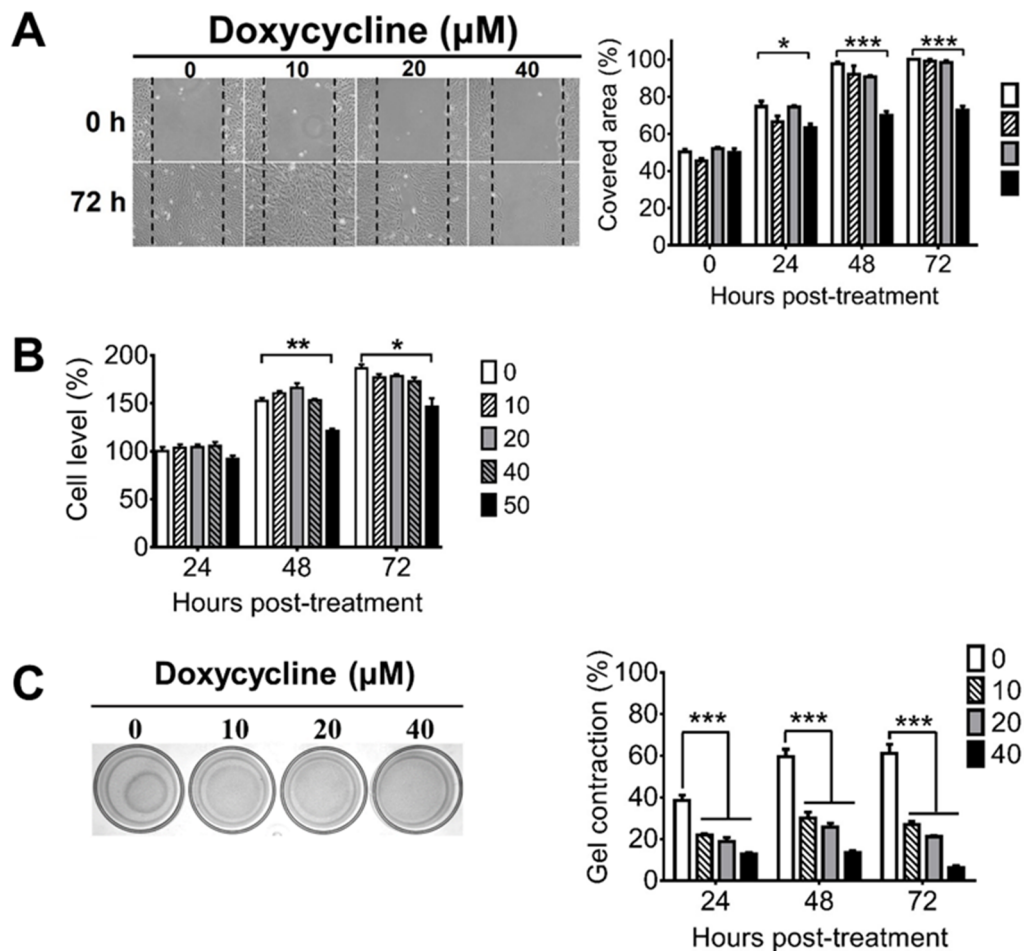 A
Doxycycline (μM)
0 10 20 40
0 h
72 h
Covered area (%)
100
80
60
40
20
0
* *** ***
0 24 48 72
Hours post-treatment
B
Cell level (%)
200
150
100
50
0
** *
24 48 72
Hours post-treatment
0
10
20
40
50
C
Doxycycline (μM)
0 10 20 40
Gel contraction (%)
100
80
60
40
20
0
*** *** ***
24 48 72
Hours post-treatment
0
10
20
40